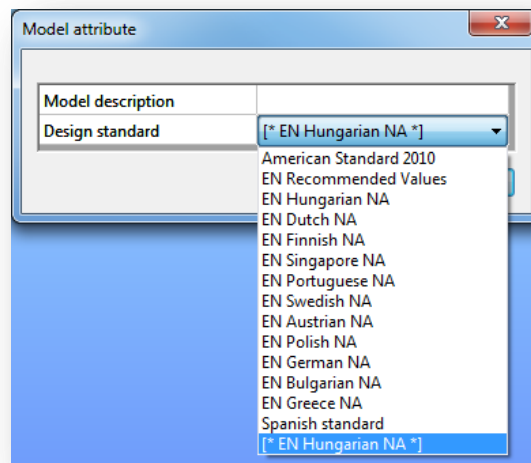 Model attribute
Model description
Design standard [* EN Hungarian NA *]
American Standard 2010
EN Recommended Values
EN Hungarian NA
EN Dutch NA
EN Finnish NA
EN Singapore NA
EN Portuguese NA
EN Swedish NA
EN Austrian NA
EN Polish NA
EN German NA
EN Bulgarian NA
EN Greece NA
Spanish standard
[* EN Hungarian NA *]